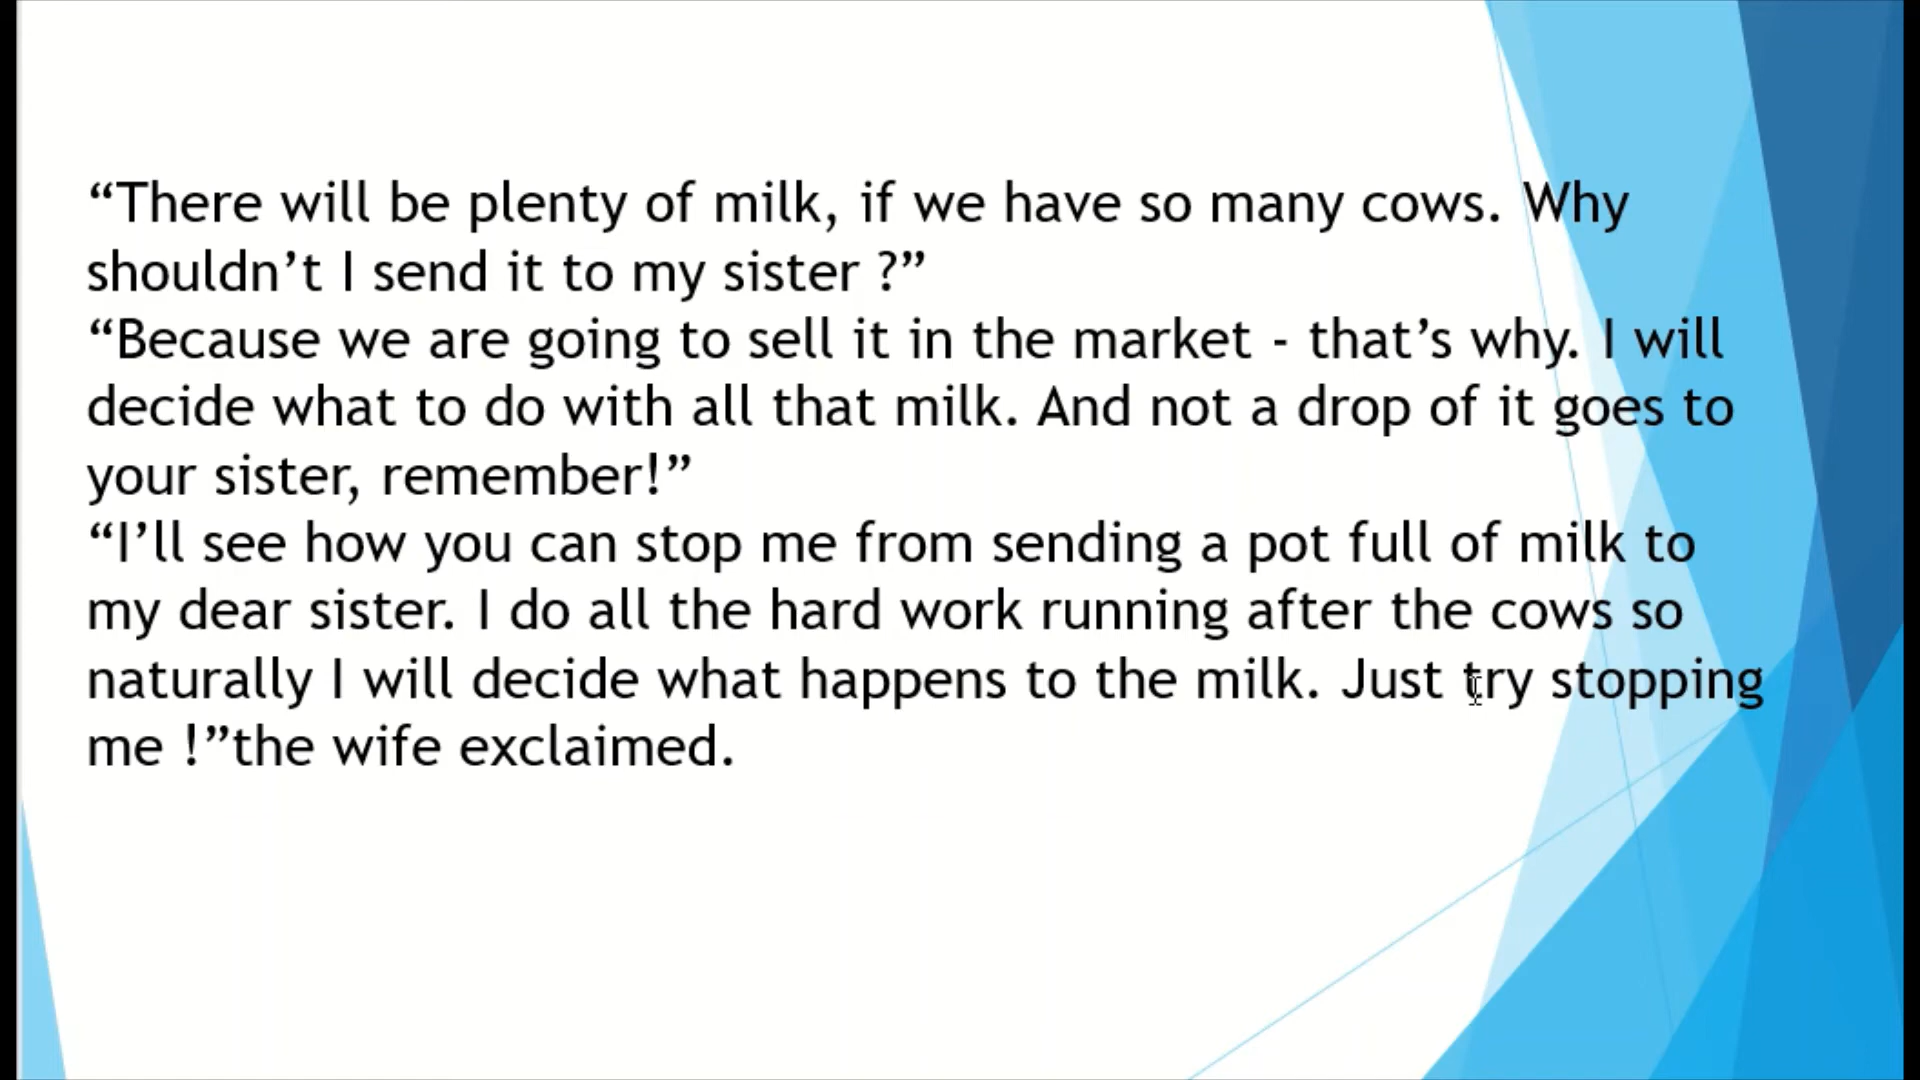 “There will be plenty of milk, if we have so many cows. Why
shouldn’t I send it to my sister ?”
“Because we are going to sell it in the market - that’s why. I will
decide what to do with all that milk. And not a drop of it goes to
your sister, remember!”
“I’ll see how you can stop me from sending a pot full of milk to
my dear sister. I do all the hard work running after the cows so
naturally I will decide what happens to the milk. Just try stopping
me !”the wife exclaimed.